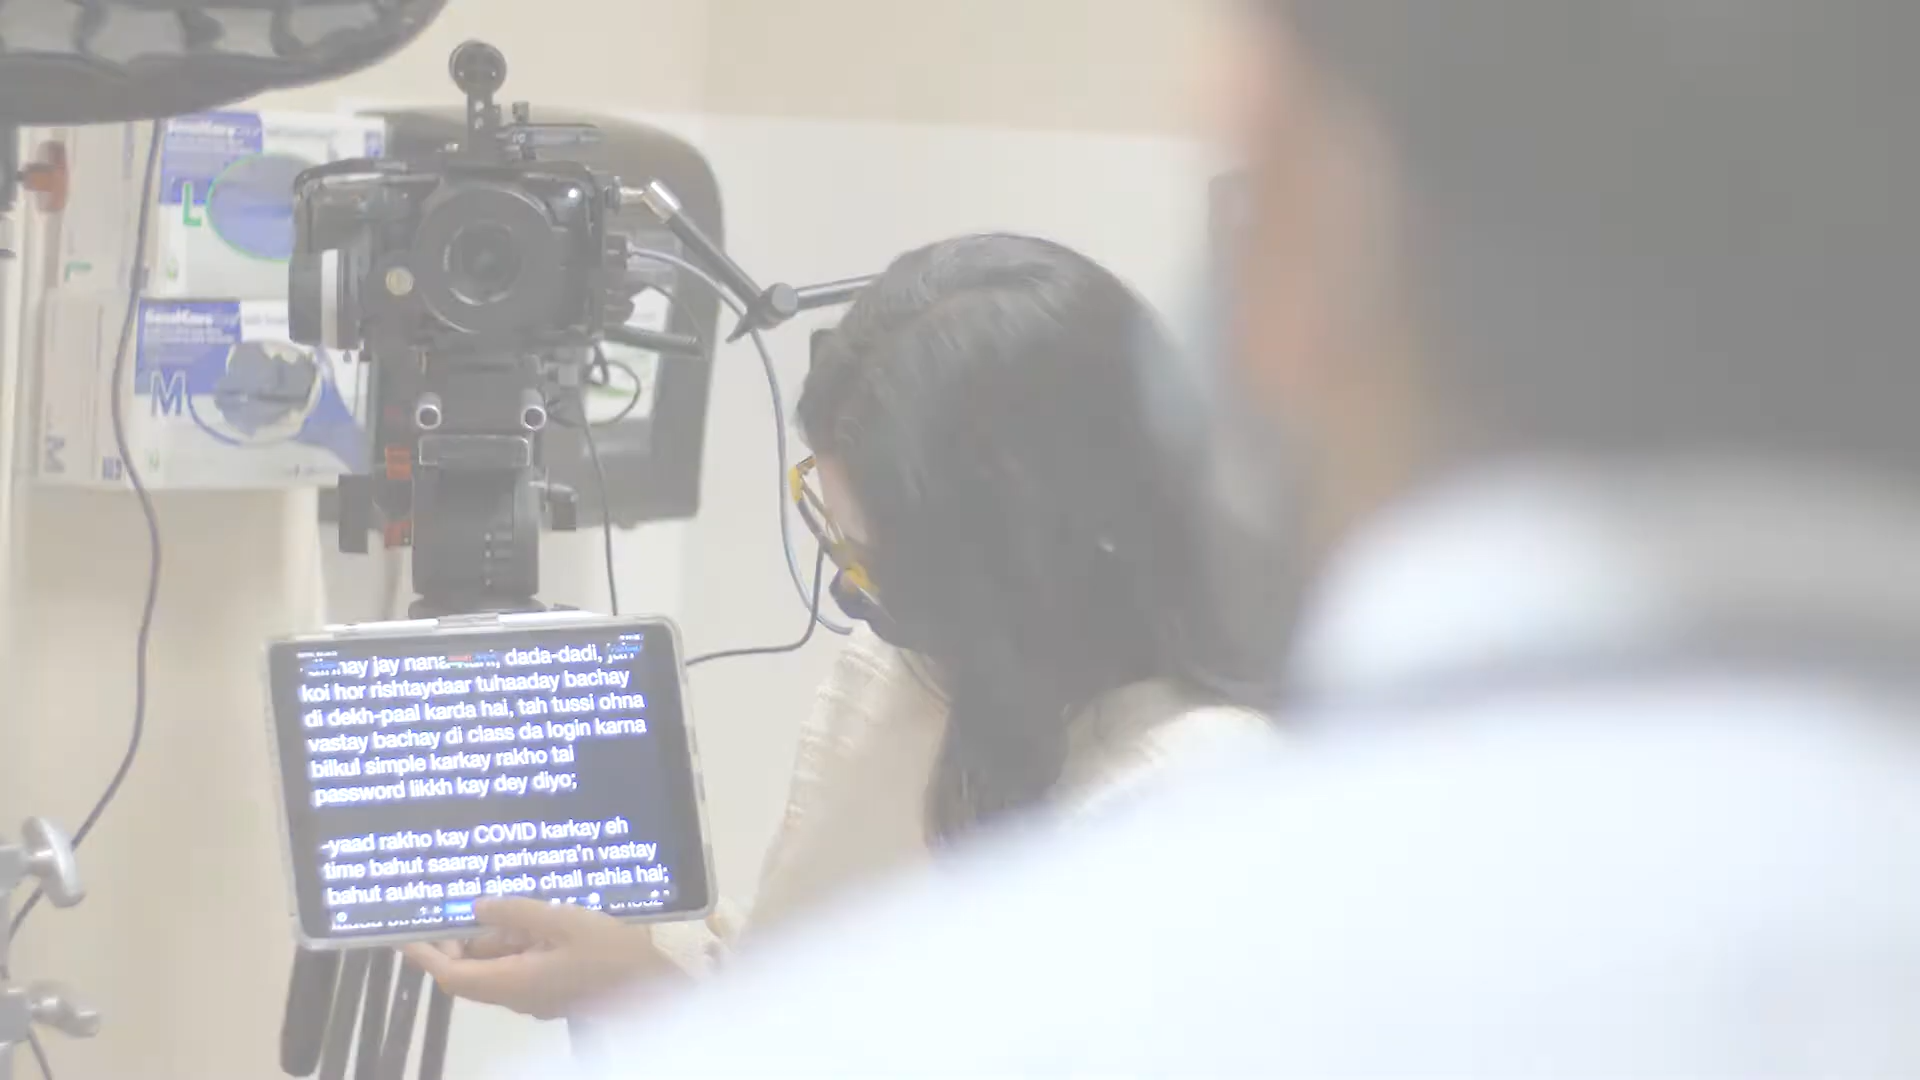 L
M
M
jay nana-nani, dada-dadi, jah
koi hor rishtaydaar tuhaaday bachay
di dekh-paal karda hai, tah tussi ohna
vastay bachay di class da login karna
bilkul simple karkay rakho tai
password likkh kay dey diyo;
-yaad rakho kay COVID karkay eh
time bahut saaray parivaara'n vastay
bahut aukha atai ajeeb chall rahia hai;